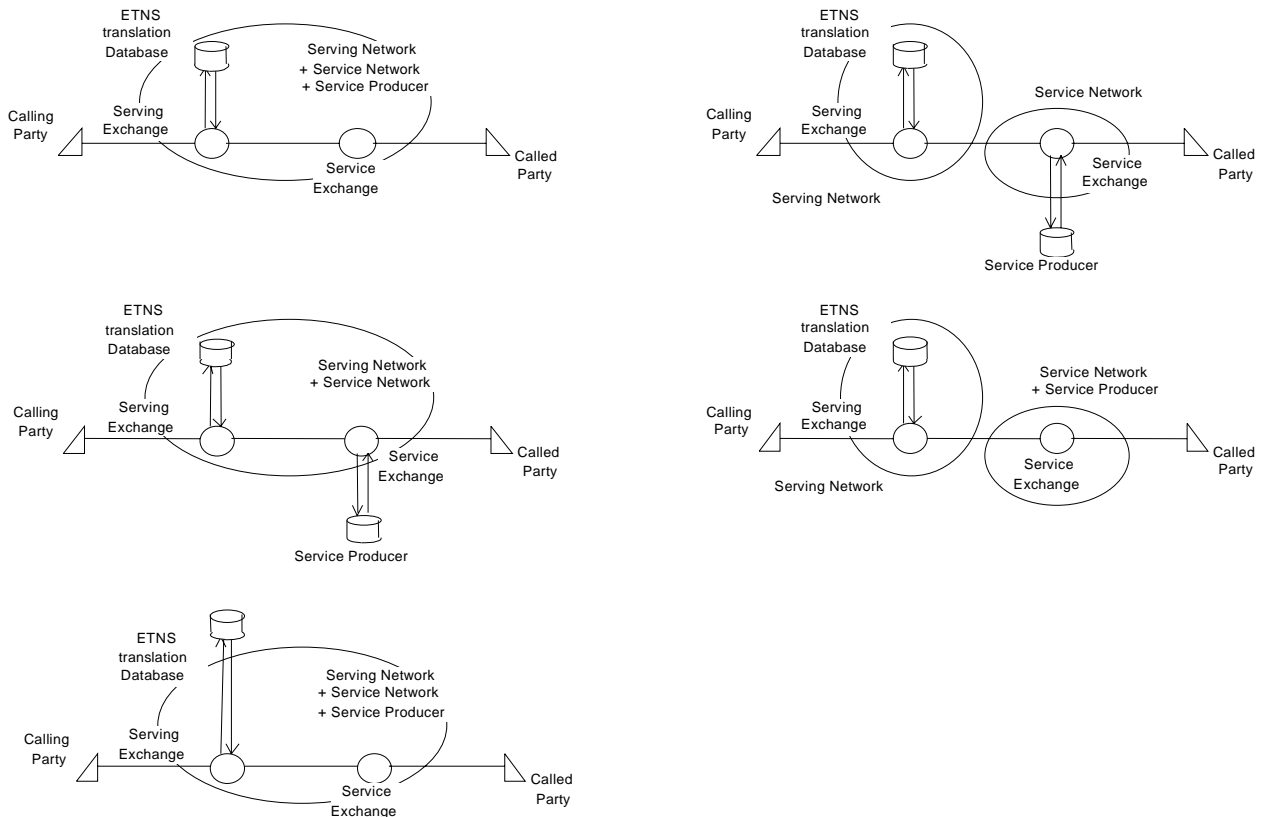 ETNS
translation
Database
Serving Network
+ Service Network
+ Service Producer
Calling
Party
Serving
Exchange
Service
Exchange
Called
Party
ETNS
translation
Database
Service Network
Calling
Party
Serving
Exchange
Service
Exchange
Called
Party
Serving Network
Service Producer
ETNS
translation
Database
Serving Network
+ Service Network
Calling
Party
Serving
Exchange
Service
Exchange
Called
Party
Service Producer
ETNS
translation
Database
Service Network
+ Service Producer
Calling
Party
Serving
Exchange
Service
Exchange
Called
Party
Serving Network
ETNS
translation
Database
Serving Network
+ Service Network
+ Service Producer
Calling
Party
Serving
Exchange
Service
Exchange
Called
Party